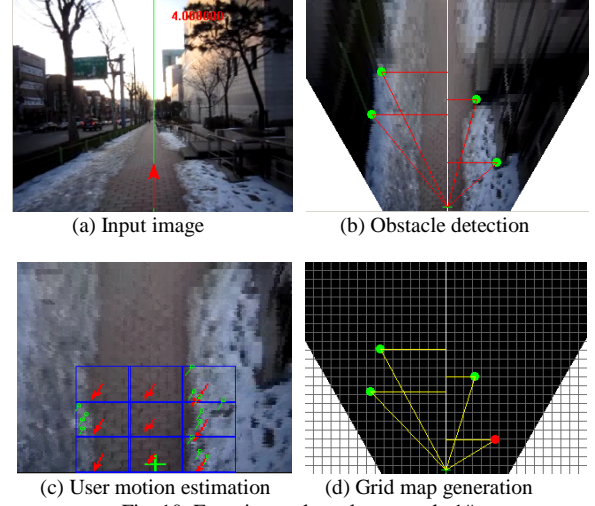 4.000000
(a) Input image
(b) Obstacle detection
(c) User motion estimation
(d) Grid map generation